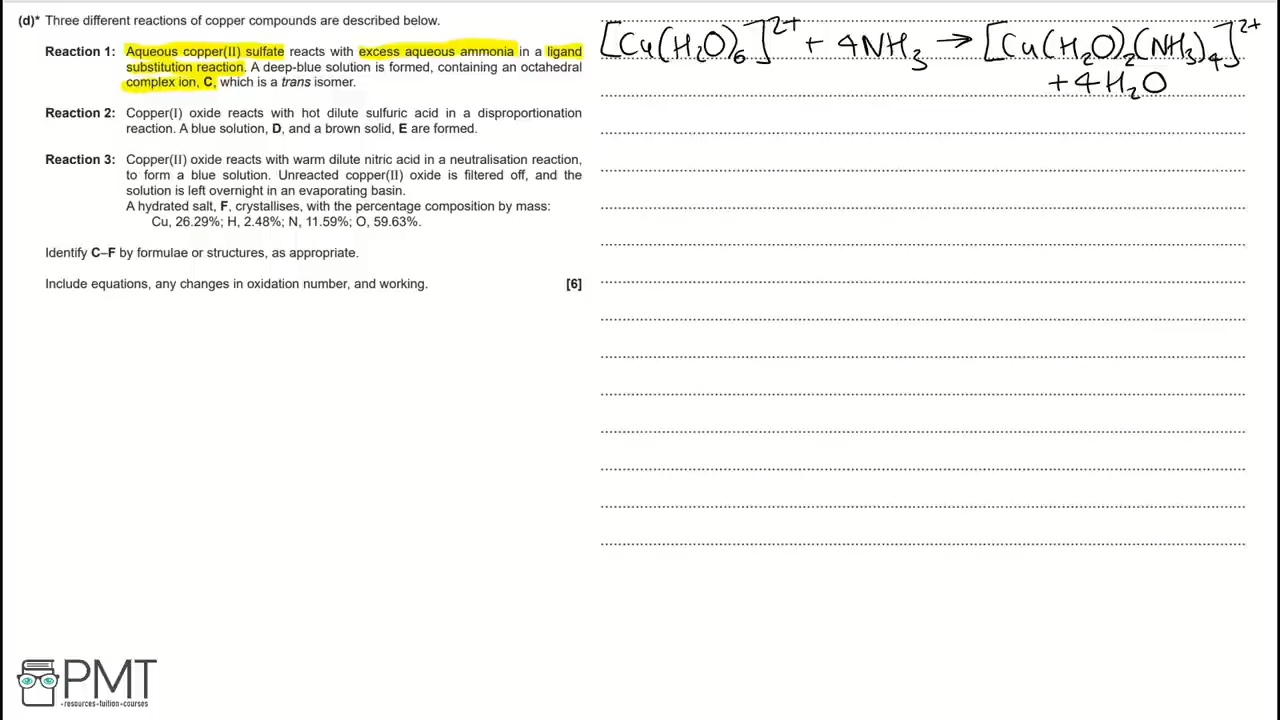 (d)* Three different reactions of copper compounds are described below.
Reaction 1: Aqueous copper(II) sulfate reacts with excess aqueous ammonia in a ligand
substitution reaction. A deep-blue solution is formed, containing an octahedral
complex ion, C, which is a trans isomer.
Reaction 2: Copper(I) oxide reacts with hot dilute sulfuric acid in a disproportionation
reaction. A blue solution, D, and a brown solid, E are formed.
Reaction 3: Copper(II) oxide reacts with warm dilute nitric acid in a neutralisation reaction,
to form a blue solution. Unreacted copper(II) oxide is filtered off, and the
solution is left overnight in an evaporating basin.
A hydrated salt, F, crystallises, with the percentage composition by mass:
Cu, 26.29%; H, 2.48%; N, 11.59%; O, 59.63%.
Identify C–F by formulae or structures, as appropriate.
Include equations, any changes in oxidation number, and working. [6]
[Cu(H₂O)₆]²⁺ + 4NH₃ → [Cu(H₂O)₂(NH₃)₄]²⁺
+ 4H₂O
PMT
•resources•tuition•courses